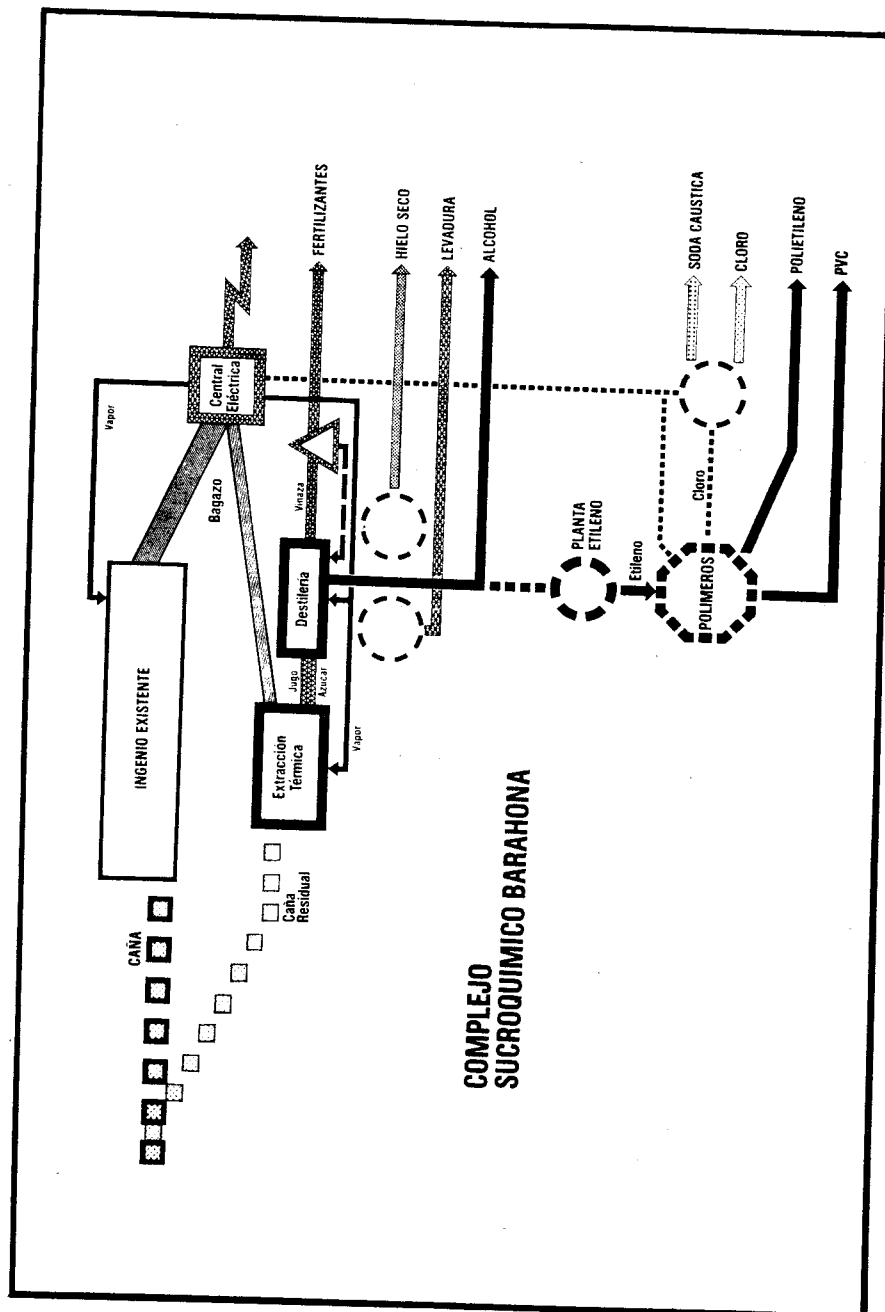 CAÑA
Caña
Residual
INGENIO EXISTENTE
Vapor
Bagazo
Central
Eléctrica
Extracción
Térmica
Jugo
Azucar
Vapor
Destilería
Vinaza
FERTILIZANTES
HIELO SECO
LEVADURA
ALCOHOL
PLANTA
ETILENO
Etileno
POLIMEROS
Cloro
SODA CAUSTICA
CLORO
POLIETILENO
PVC
COMPLEJO
SUCROQUIMICO BARAHONA